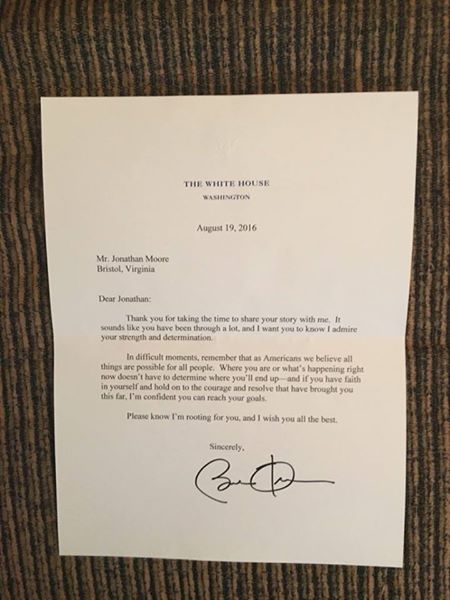 THE WHITE HOUSE
WASHINGTON
August 19, 2016
Mr. Jonathan Moore
Bristol, Virginia
Dear Jonathan:
Thank you for taking the time to share your story with me. It
sounds like you have been through a lot, and I want you to know I admire
your strength and determination.
In difficult moments, remember that as Americans we believe all
things are possible for all people. Where you are or what's happening right
now doesn't have to determine where you'll end up—and if you have faith
in yourself and hold on to the courage and resolve that have brought you
this far, I'm confident you can reach your goals.
Please know I'm rooting for you, and I wish you all the best.
Sincerely,